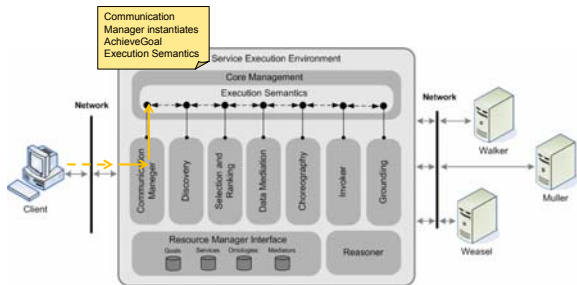 Communication
Manager instantiates
AchieveGoal
Execution Semantics
Service Execution Environment
Core Management
Execution Semantics
Network
Network
Communication
Manager
Discovery
Selection and
Ranking
Data Mediation
Choreography
Invoker
Grounding
Client
Walker
Muller
Weasel
Resource Manager Interface
Goals Services Ontologies Mediators
Reasoner